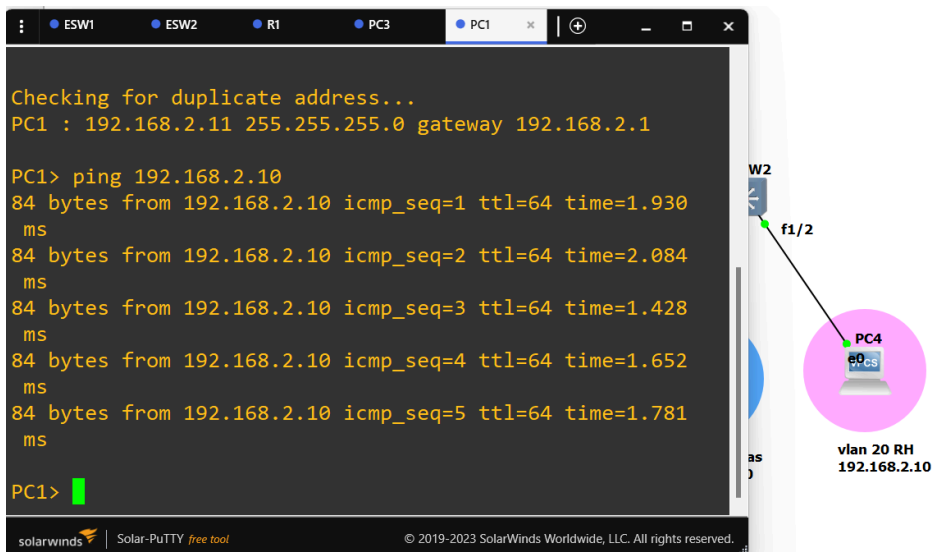 ESW1 ESW2 R1 PC3 PC1
Checking for duplicate address...
PC1 : 192.168.2.11 255.255.255.0 gateway 192.168.2.1
PC1> ping 192.168.2.10
84 bytes from 192.168.2.10 icmp_seq=1 ttl=64 time=1.930
ms
84 bytes from 192.168.2.10 icmp_seq=2 ttl=64 time=2.084
ms
84 bytes from 192.168.2.10 icmp_seq=3 ttl=64 time=1.428
ms
84 bytes from 192.168.2.10 icmp_seq=4 ttl=64 time=1.652
ms
84 bytes from 192.168.2.10 icmp_seq=5 ttl=64 time=1.781
ms
PC1>
solarwinds Solar-PuTTY free tool © 2019-2023 SolarWinds Worldwide, LLC. All rights reserved.
W2
f1/2
PC4
e0
vlan 20 RH
192.168.2.10
as